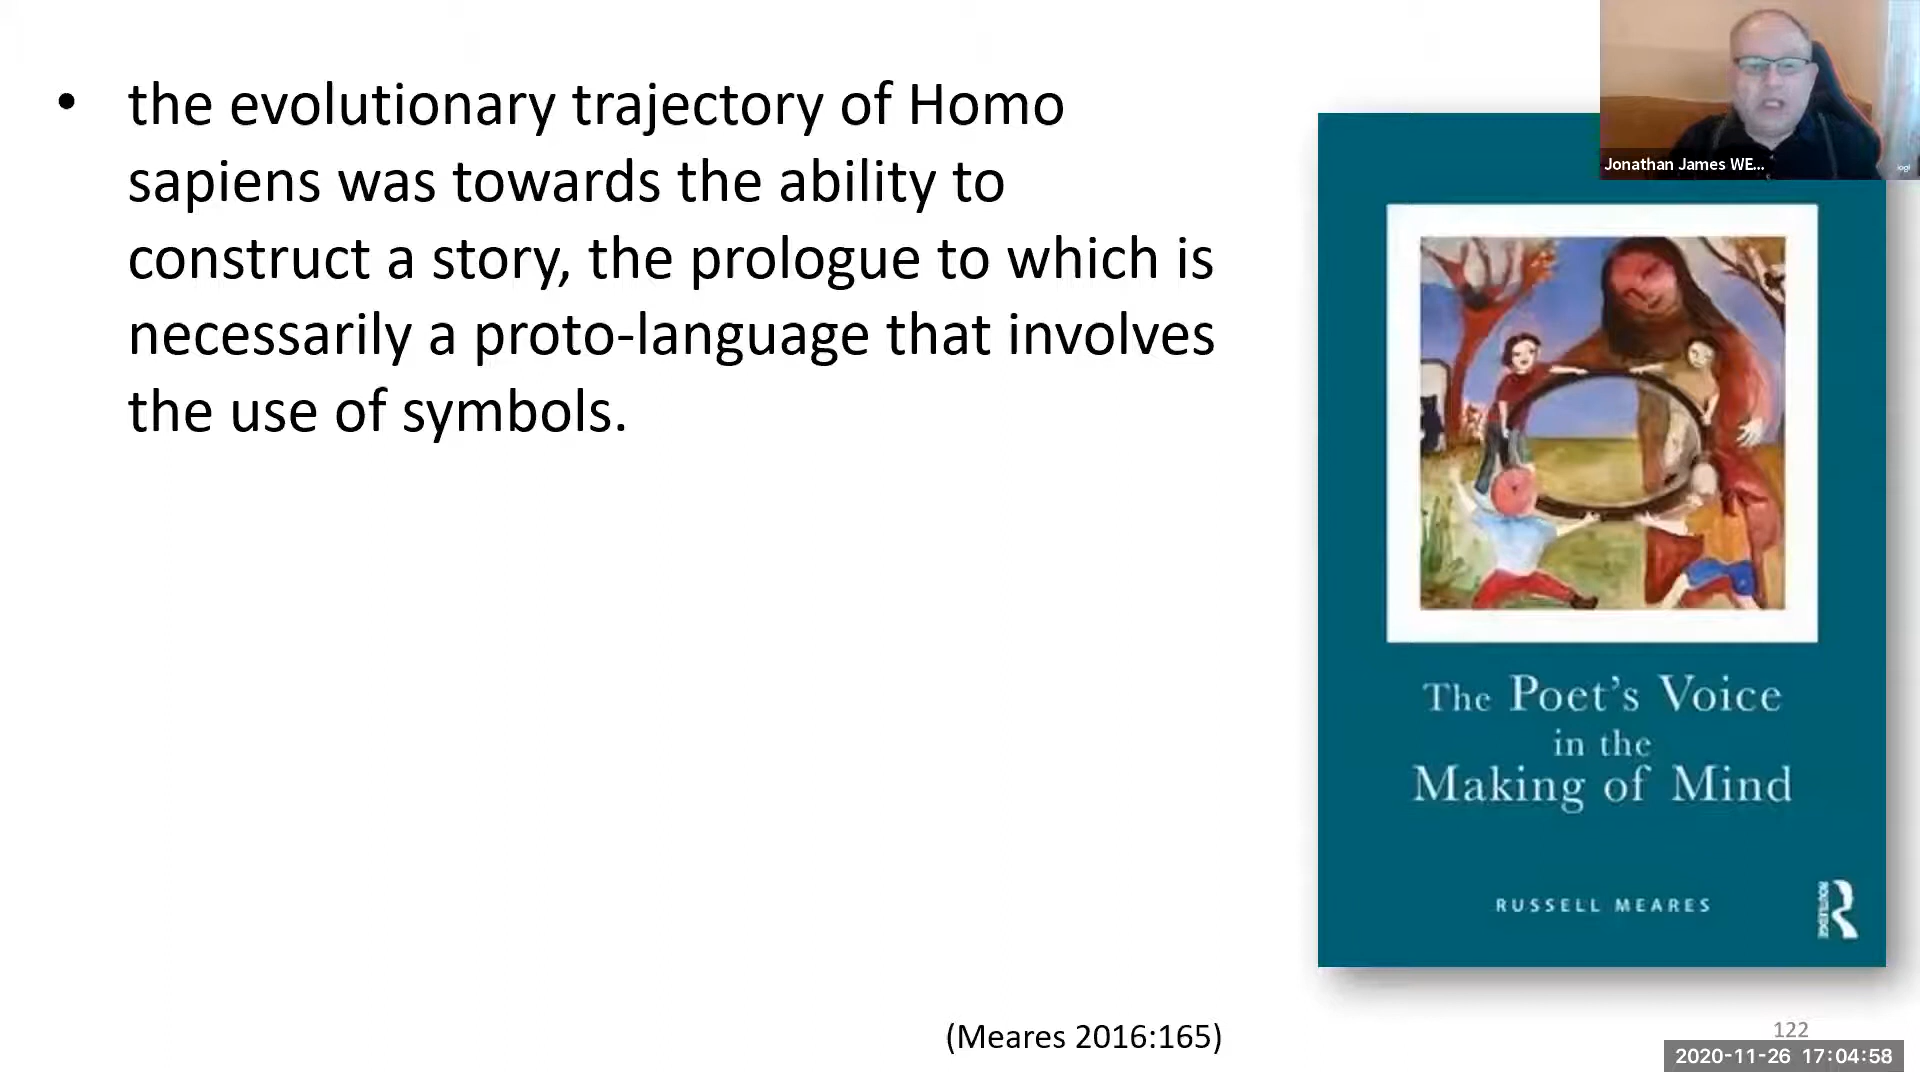 • the evolutionary trajectory of Homo
sapiens was towards the ability to
construct a story, the prologue to which is
necessarily a proto-language that involves
the use of symbols.
(Meares 2016:165)
Jonathan James WE...
logi
The Poet's Voice
in the
Making of Mind
RUSSELL MEARES
ROUTLEDGE
122
2020-11-26 17:04:58